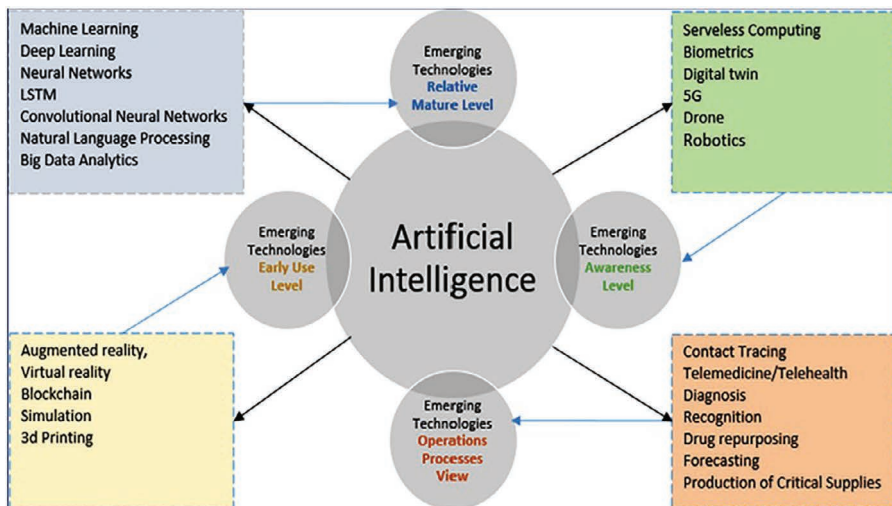 Machine Learning
Deep Learning
Neural Networks
LSTM
Convolutional Neural Networks
Natural Language Processing
Big Data Analytics
Emerging
Technologies
Relative
Mature Level
Serveless Computing
Biometrics
Digital twin
5G
Drone
Robotics
Emerging
Technologies
Early Use
Level
Artificial
Intelligence
Emerging
Technologies
Awareness
Level
Augmented reality,
Virtual reality
Blockchain
Simulation
3d Printing
Emerging
Technologies
Operations
Processes
View
Contact Tracing
Telemedicine/Telehealth
Diagnosis
Recognition
Drug repurposing
Forecasting
Production of Critical Supplies